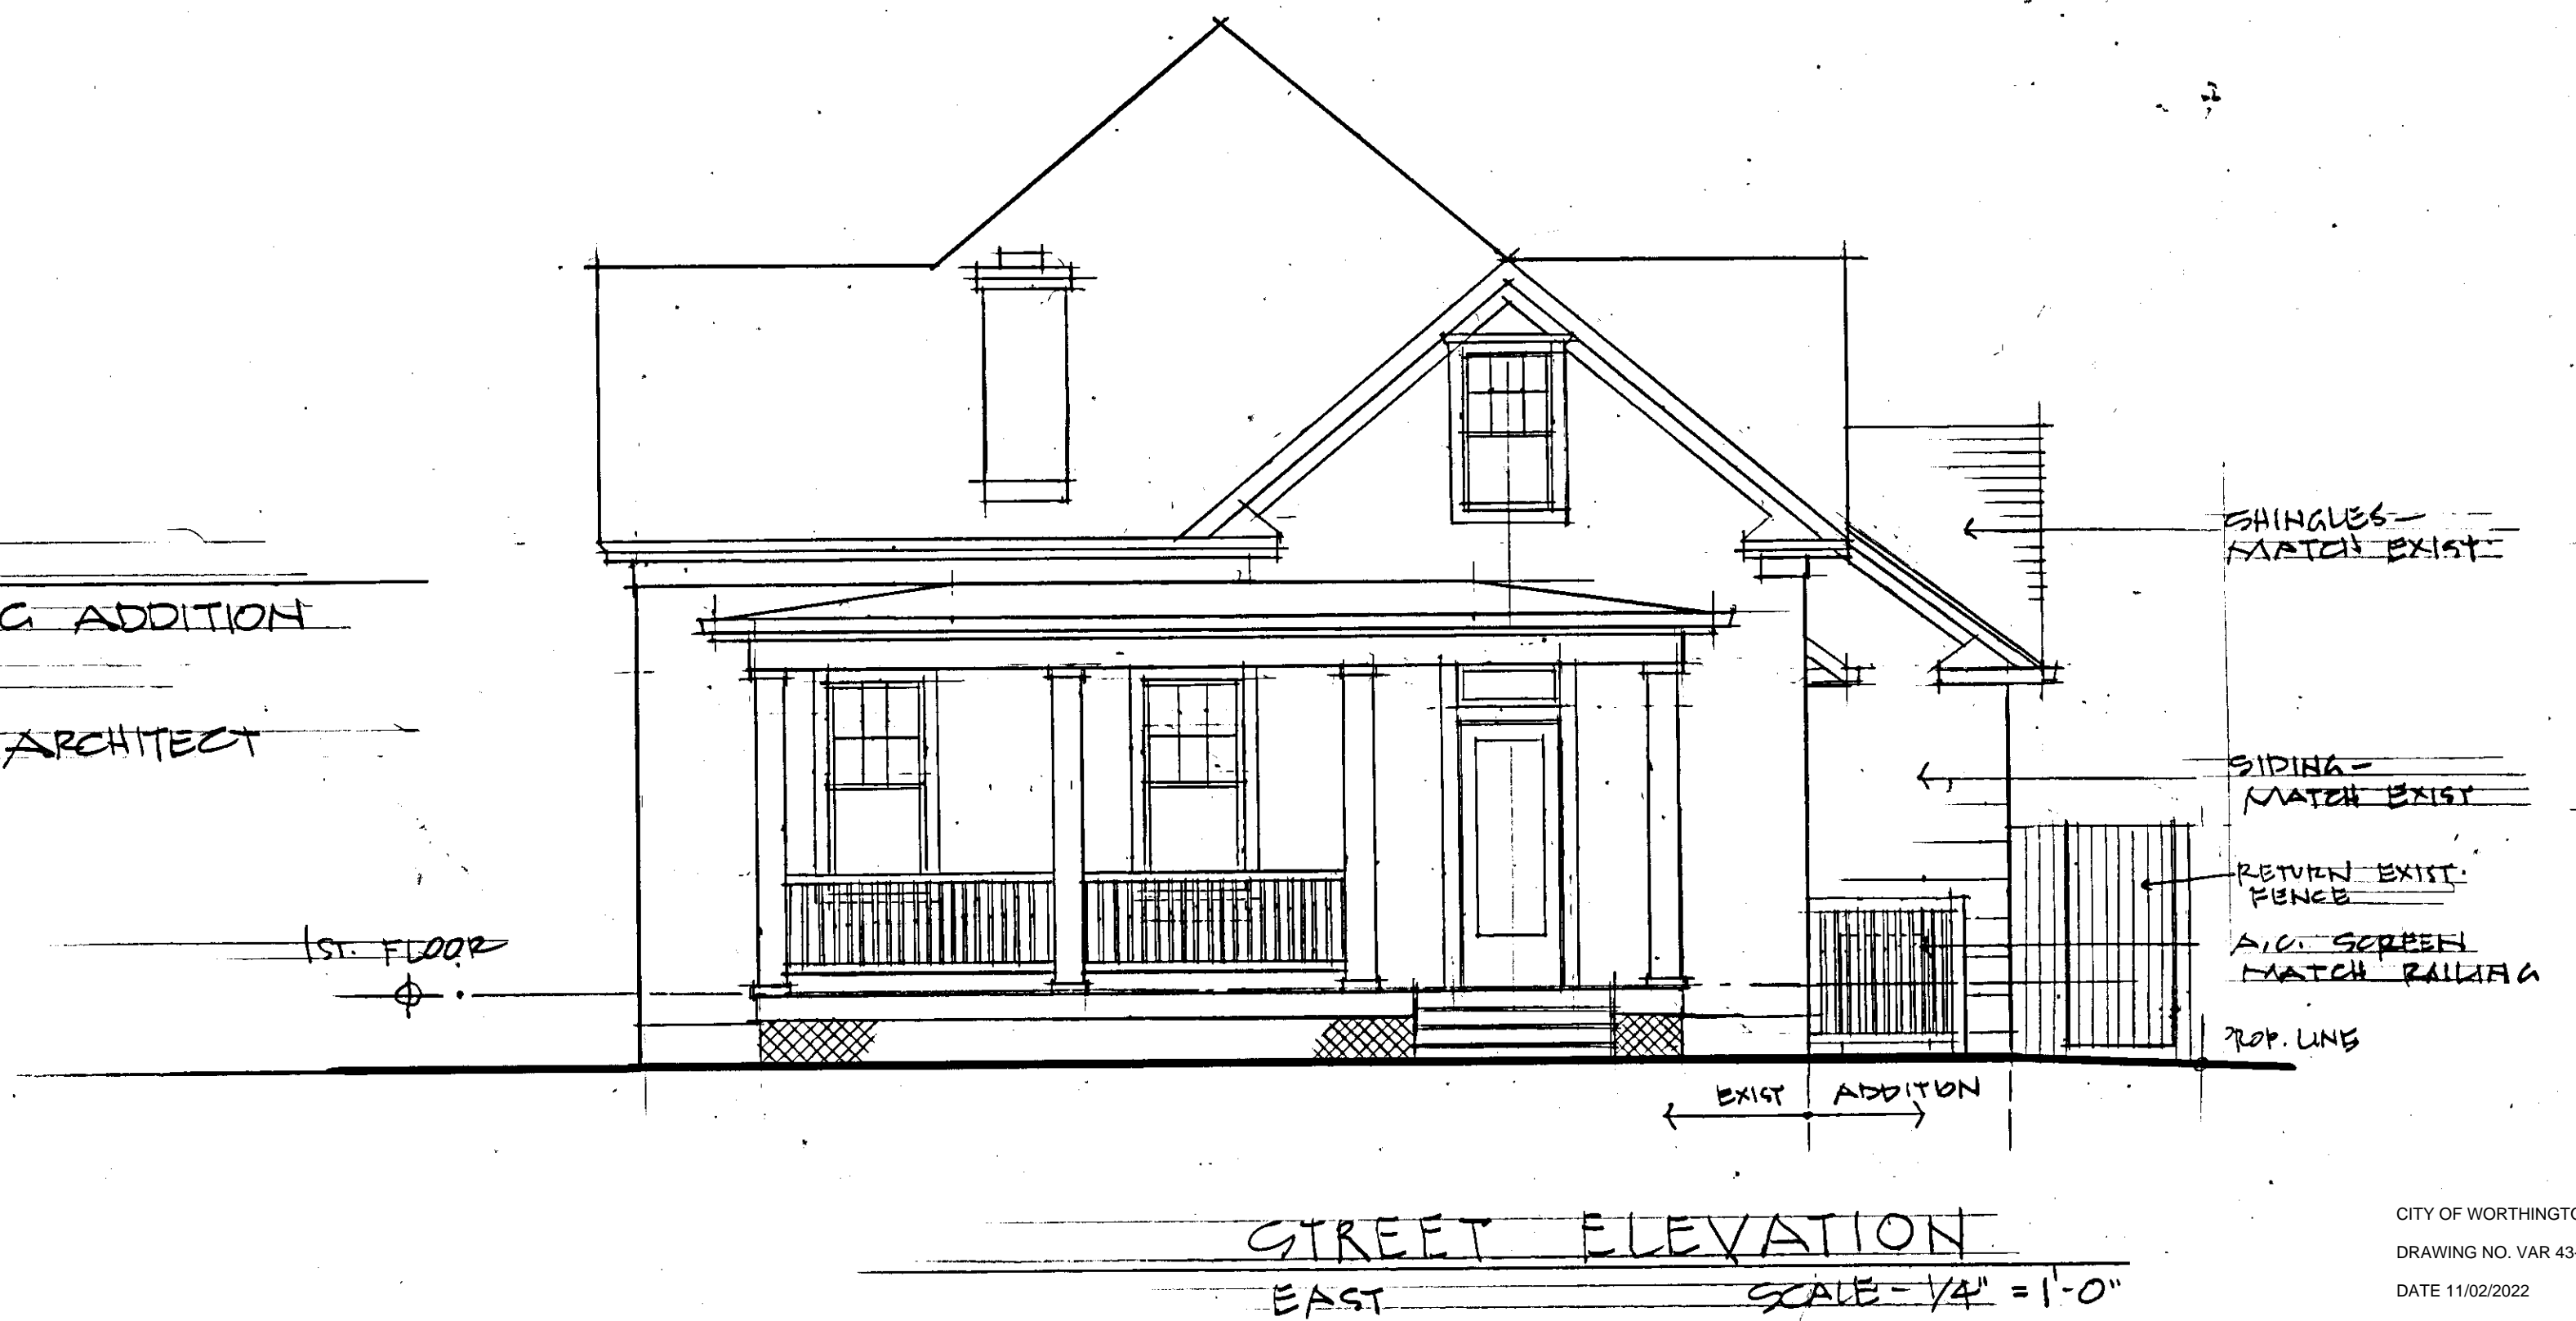 G ADDITION
ARCHITECT
1ST. FLOOR
SHINGLES-
MATCH EXIST-
SIDING-
MATCH EXIST
RETURN EXIST.
FENCE
A.C. SCREEN
MATCH RAILING
PROP. LINE
EXIST ADDITION
STREET ELEVATION
EAST SCALE - 1/4" = 1'-0"
CITY OF WORTHINGTO
DRAWING NO. VAR 43-
DATE 11/02/2022